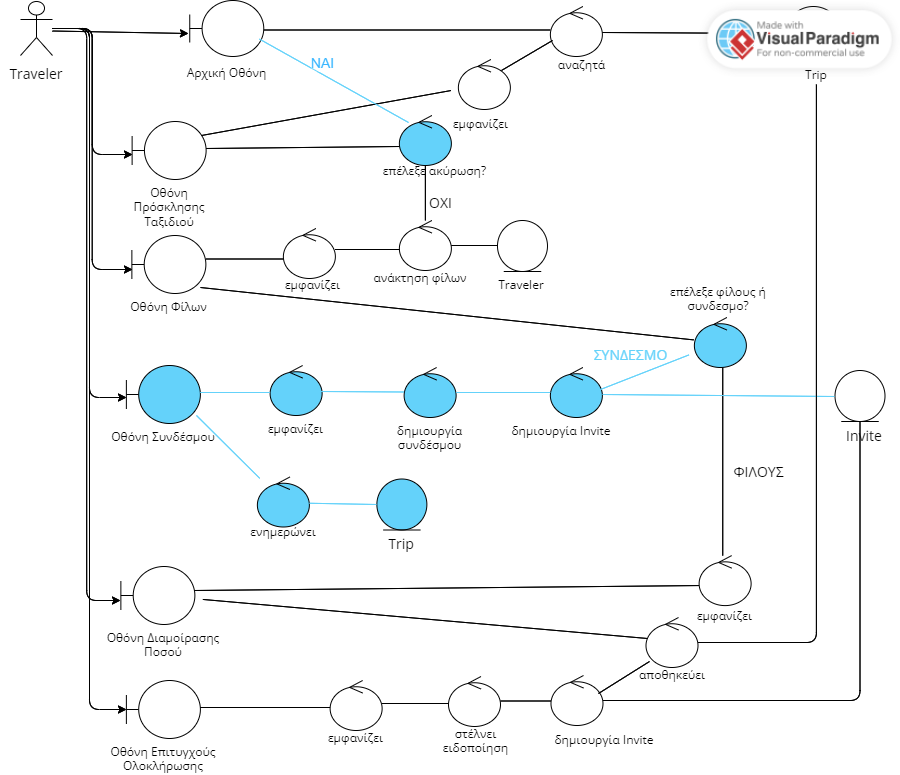 Made with
VisualParadigm
For non-commercial use
Traveler
Αρχική Οθόνη
ΝΑΙ
αναζητά
Trip
εμφανίζει
επέλεξε ακύρωση?
Οθόνη
Πρόσκλησης
Ταξιδιού
ΟΧΙ
εμφανίζει
ανάκτηση φίλων
Traveler
Οθόνη Φίλων
επέλεξε φίλους ή
συνδεσμο?
ΣΥΝΔΕΣΜΟ
Οθόνη Συνδέσμου
εμφανίζει
δημιουργία
συνδέσμου
δημιουργία Invite
Invite
ΦΙΛΟΥΣ
ενημερώνει
Trip
εμφανίζει
Οθόνη Διαμοίρασης
Ποσού
αποθηκεύει
Οθόνη Επιτυχούς
Ολοκλήρωσης
εμφανίζει
στέλνει
ειδοποίηση
δημιουργία Invite